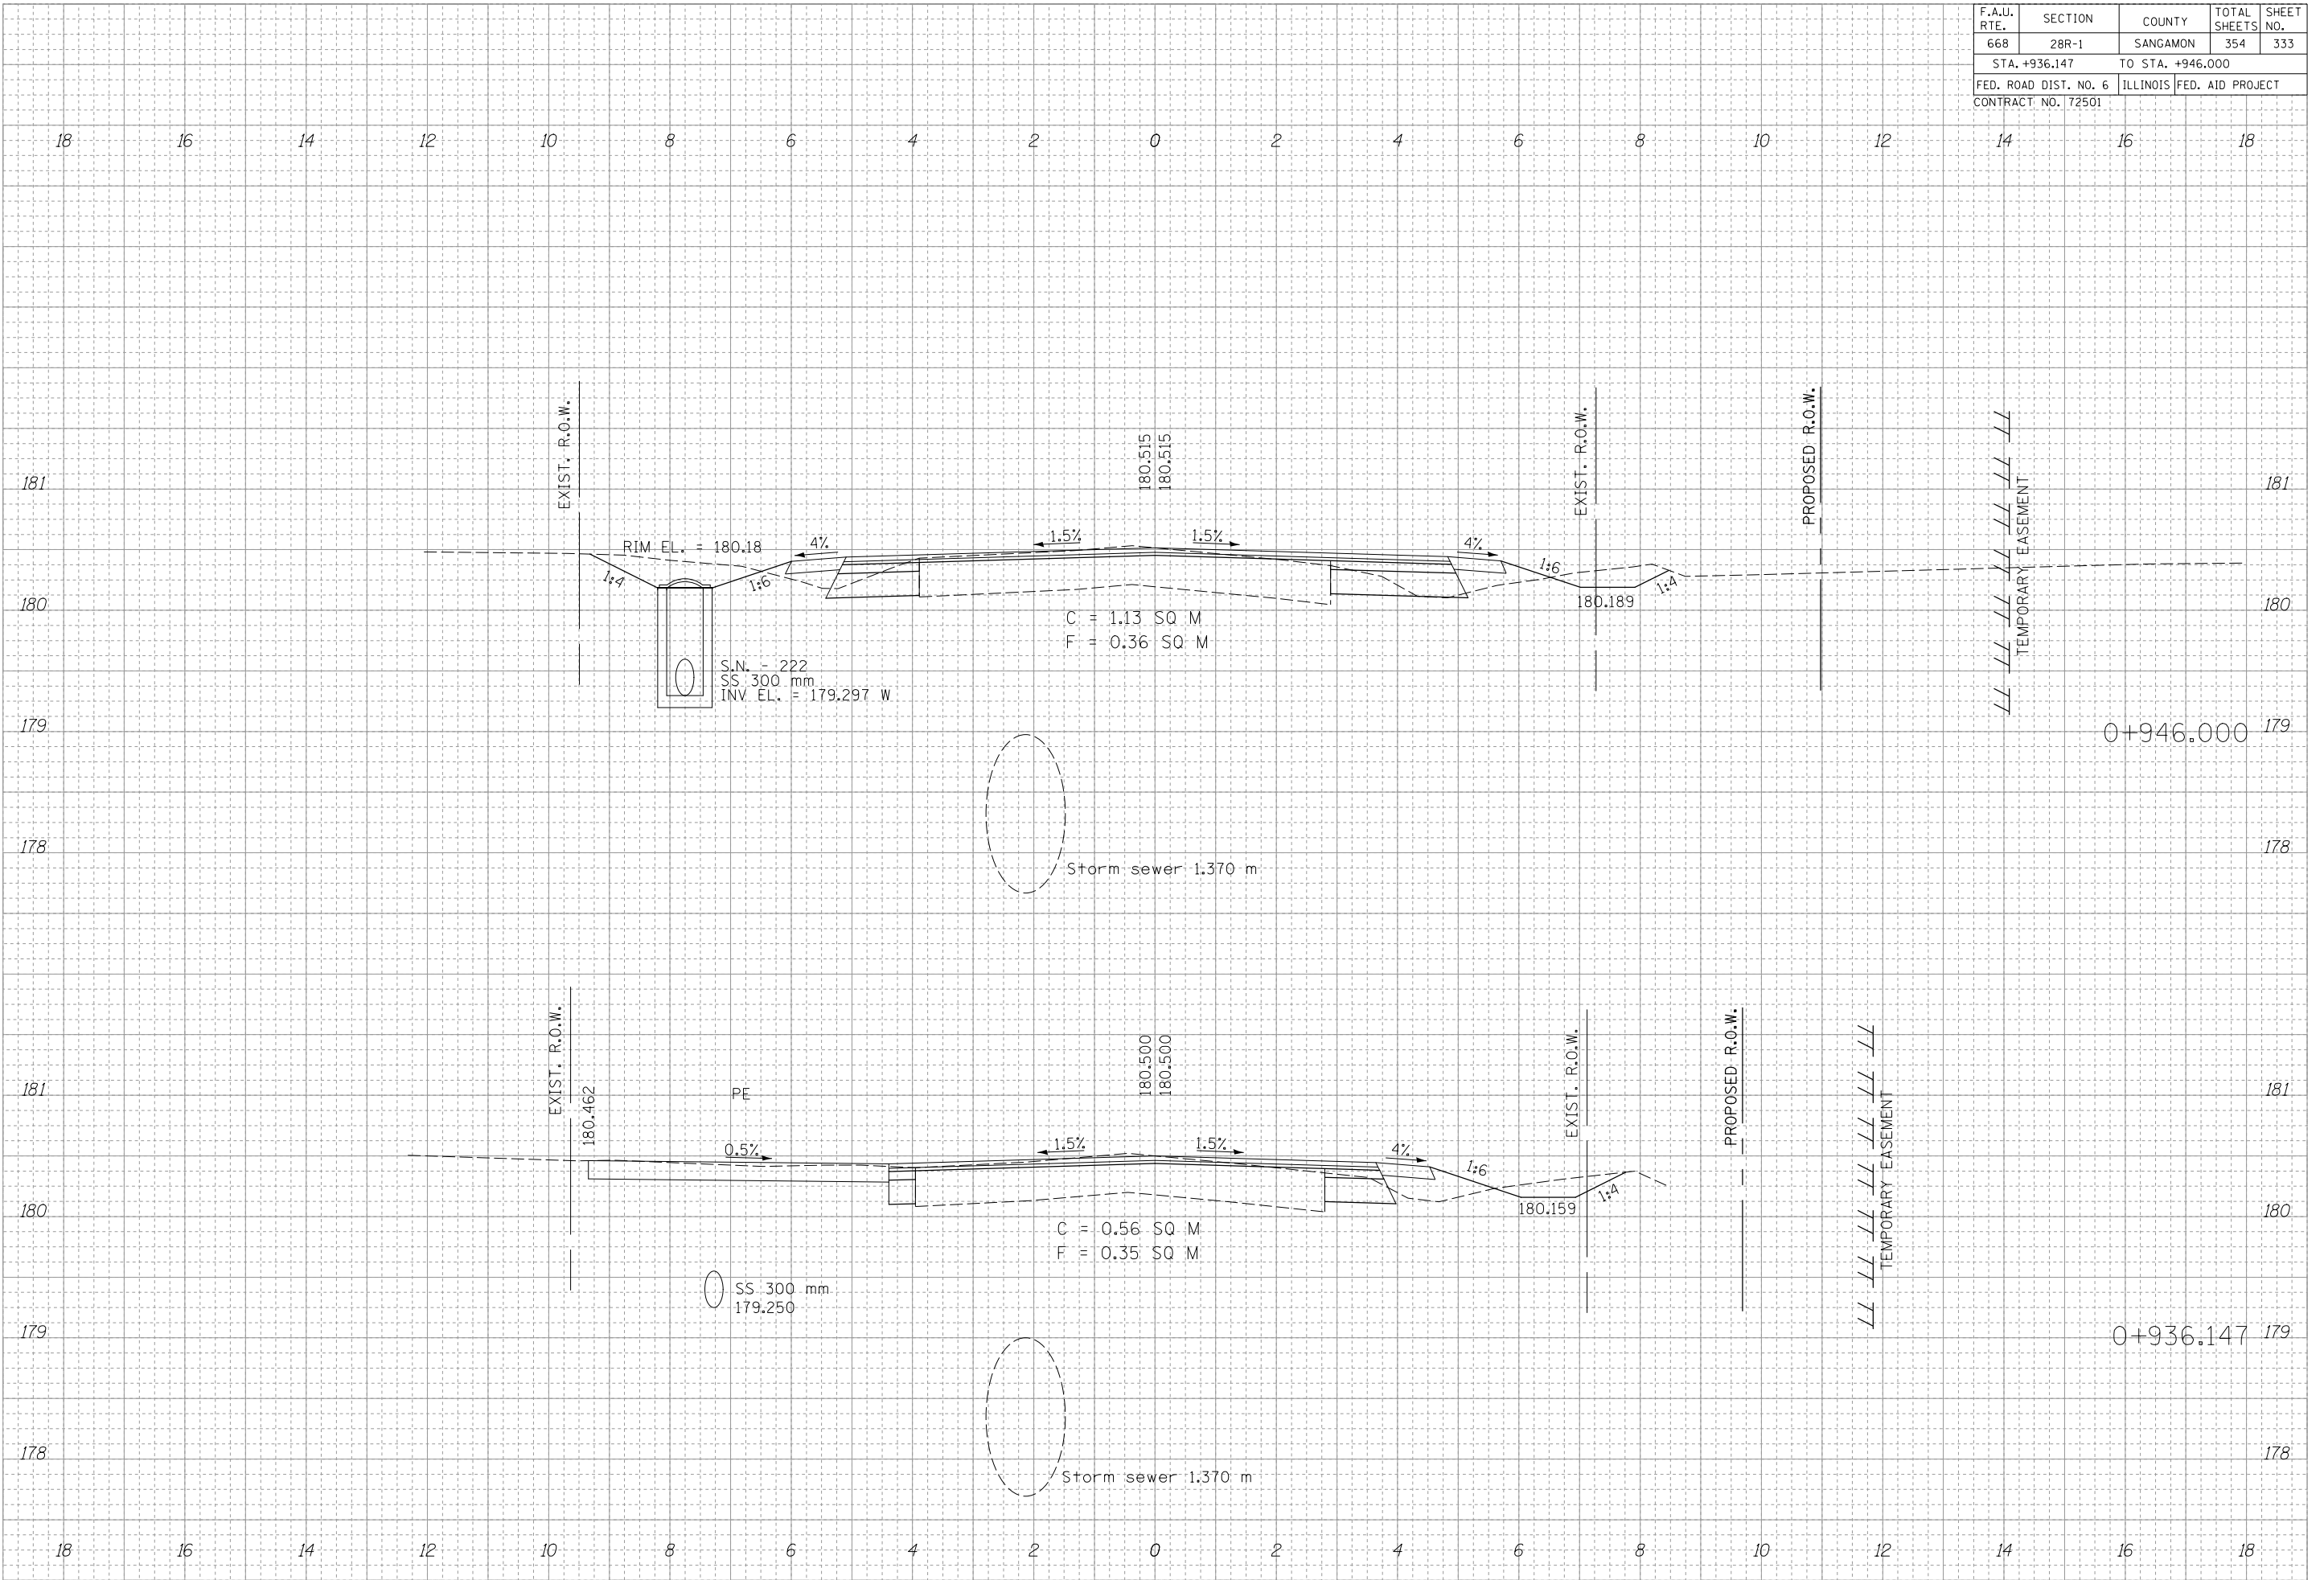 F.A.U. RTE. SECTION COUNTY TOTAL SHEETS SHEET NO.
668 28R-1 SANGAMON 354 333
STA. +936.147 TO STA. +946.000
FED. ROAD DIST. NO. 6 ILLINOIS FED. AID PROJECT
CONTRACT NO. 72501
18 16 14 12 10 8 6 4 2 0 2 4 6 8 10 12 14 16 18
EXIST. R.O.W.
180.515
180.515
EXIST. R.O.W.
PROPOSED R.O.W.
TEMPORARY EASEMENT
181 181
RIM EL. = 180.18
4% 1.5% 1.5% 4%
1:4 1:6 1:6 1:4
180.189
180 180
C = 1.13 SQ M
F = 0.36 SQ M
S.N. - 222
SS 300 mm
INV EL. = 179.297 W
179 0+946.000 179
178 178
Storm sewer 1.370 m
EXIST. R.O.W.
180.462
PE
180.500
180.500
EXIST. R.O.W.
PROPOSED R.O.W.
TEMPORARY EASEMENT
181 181
0.5% 1.5% 1.5% 4%
1:6 1:4
180.159
180 180
C = 0.56 SQ M
F = 0.35 SQ M
SS 300 mm
179.250
179 0+936.147 179
178 178
Storm sewer 1.370 m
18 16 14 12 10 8 6 4 2 0 2 4 6 8 10 12 14 16 18